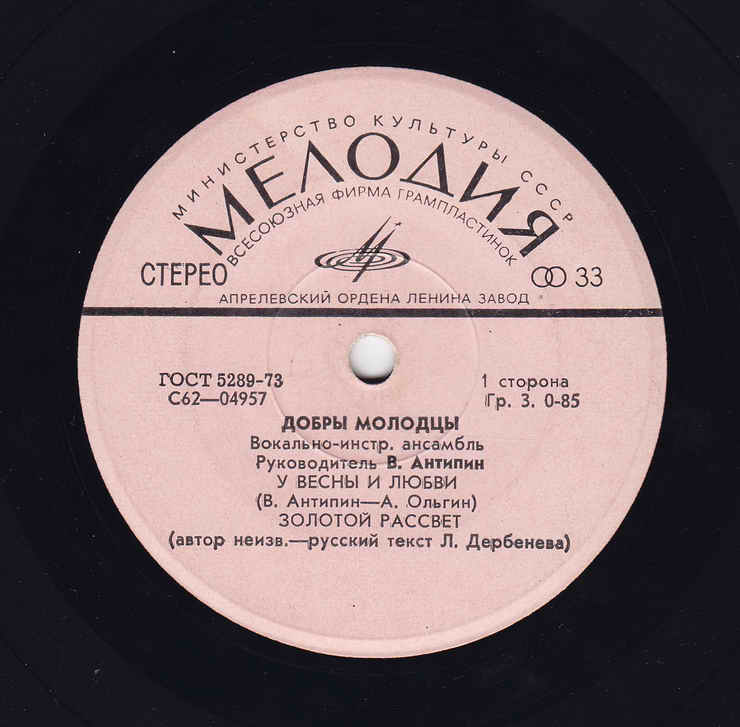 МИНИСТЕРСТВО КУЛЬТУРЫ СССР
МЕЛОДИЯ
ВСЕСОЮЗНАЯ ФИРМА ГРАМПЛАСТИНОК
СТЕРЕО 33
АПРЕЛЕВСКИЙ ОРДЕНА ЛЕНИНА ЗАВОД
ГОСТ 5289-73 1 сторона
С62—04957 Гр. 3. 0-85
ДОБРЫ МОЛОДЦЫ
Вокально-инстр. ансамбль
Руководитель В. Антипин
У ВЕСНЫ И ЛЮБВИ
(В. Антипин—А. Ольгин)
ЗОЛОТОЙ РАССВЕТ
(автор неизв.—русский текст Л. Дербенева)